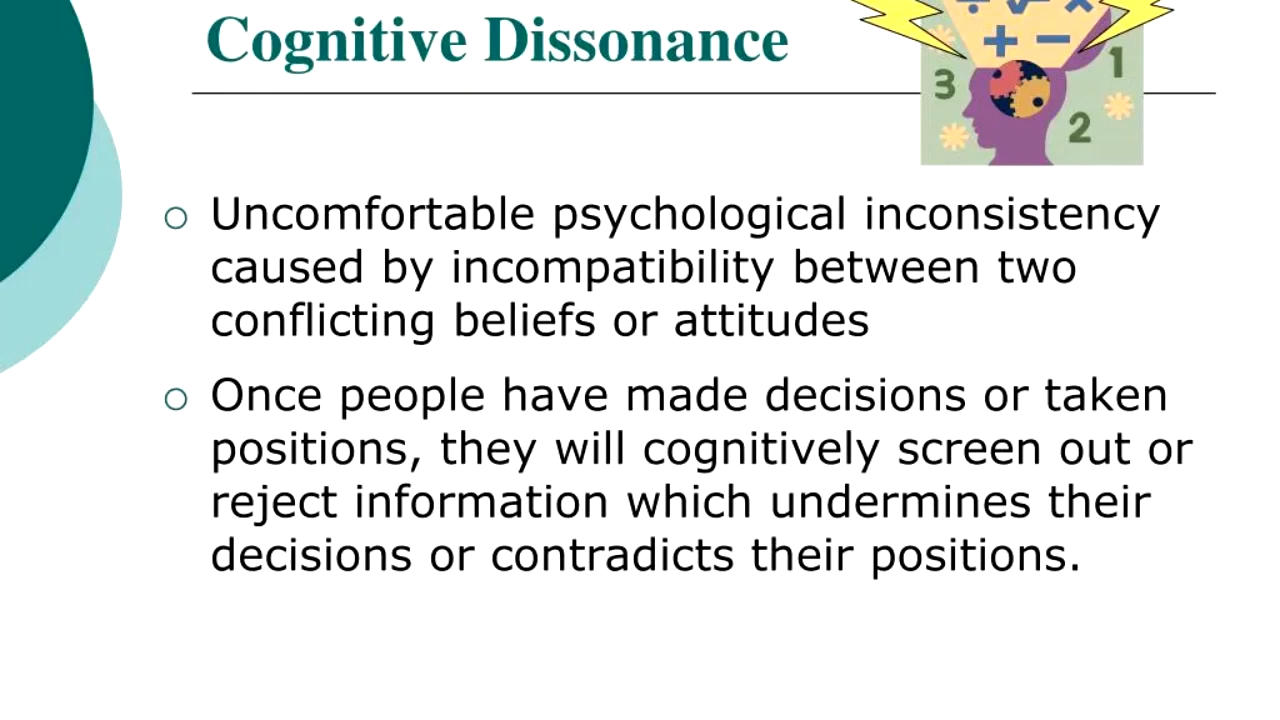 Cognitive Dissonance
÷ √ ×
+ −
3 1
2
Uncomfortable psychological inconsistency
caused by incompatibility between two
conflicting beliefs or attitudes
Once people have made decisions or taken
positions, they will cognitively screen out or
reject information which undermines their
decisions or contradicts their positions.